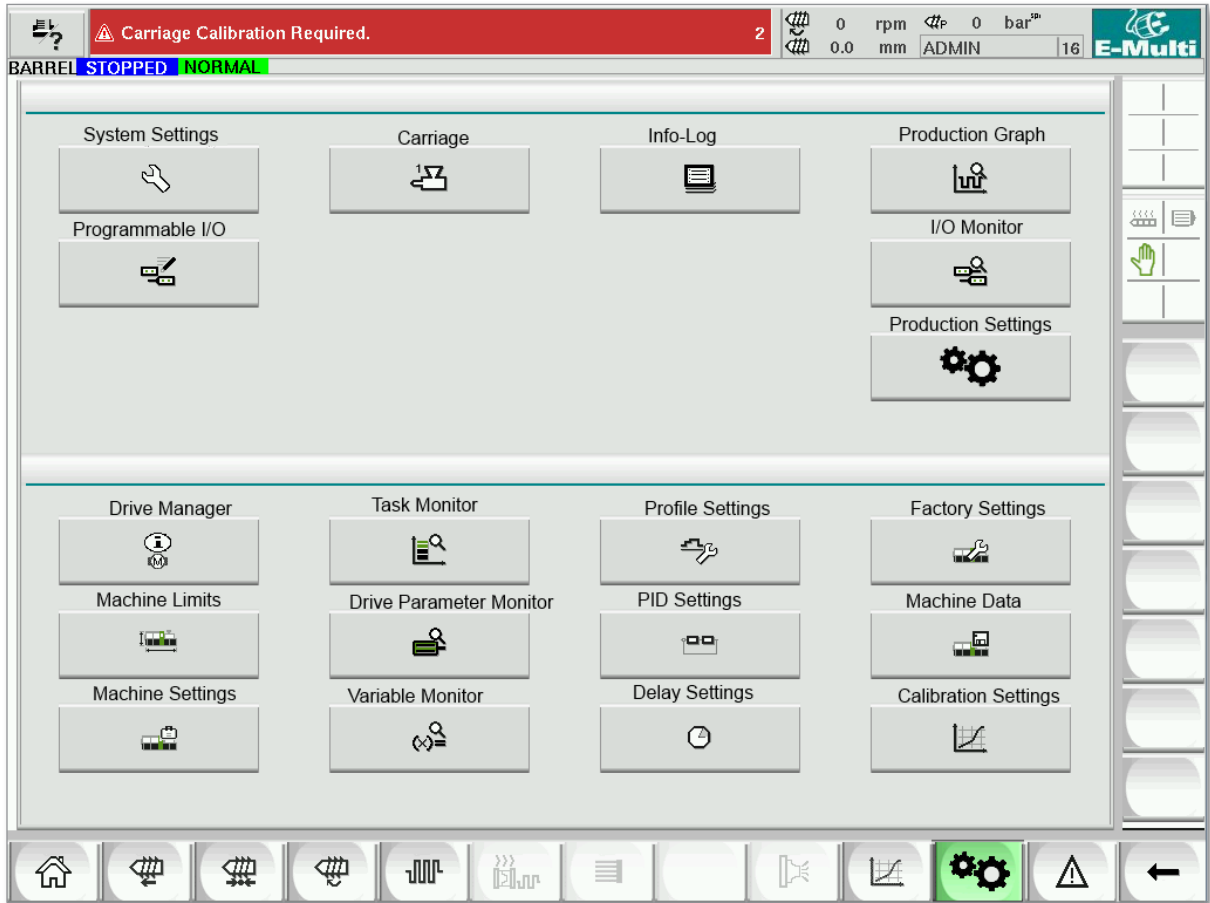 ⚠ Carriage Calibration Required. 2
0 rpm P 0 bar sp
0.0 mm ADMIN 16 E-Multi
BARREL STOPPED NORMAL
System Settings Carriage Info-Log Production Graph
1
Programmable I/O I/O Monitor
Production Settings
Drive Manager Task Monitor Profile Settings Factory Settings
Machine Limits Drive Parameter Monitor PID Settings Machine Data
Machine Settings Variable Monitor Delay Settings Calibration Settings
(x)=